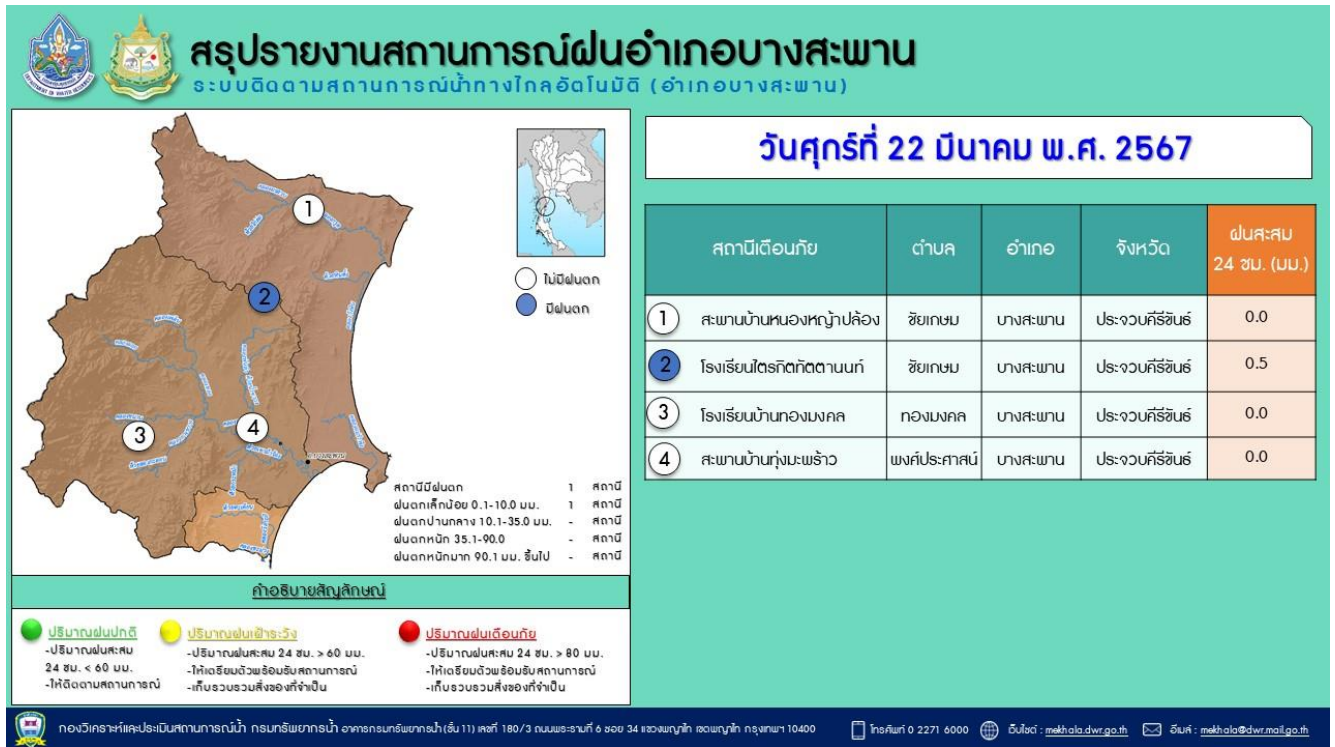 สรุปรายงานสถานการณ์ฝนอำเภอบางสะพาน
ระบบติดตามสถานการณ์น้ำทางไกลอัตโนมัติ (อำเภอบางสะพาน)
วันศุกร์ที่ 22 มีนาคม พ.ศ. 2567
1
2
3
4
ไม่มีฝนตก
มีฝนตก
สถานีมีฝนตก 1 สถานี
ฝนตกเล็กน้อย 0.1-10.0 มม. 1 สถานี
ฝนตกปานกลาง 10.1-35.0 มม. - สถานี
ฝนตกหนัก 35.1-90.0 - สถานี
ฝนตกหนักมาก 90.1 มม. ขึ้นไป - สถานี
สถานีเตือนภัย ตำบล อำเภอ จังหวัด ฝนสะสม
24 ชม. (มม.)
1 สะพานบ้านหนองหญ้าปล้อง ชัยเกษม บางสะพาน ประจวบคีรีขันธ์ 0.0
2 โรงเรียนไตรกิตทัตตานนท์ ชัยเกษม บางสะพาน ประจวบคีรีขันธ์ 0.5
3 โรงเรียนบ้านทองมงคล ทองมงคล บางสะพาน ประจวบคีรีขันธ์ 0.0
4 สะพานบ้านทุ่งมะพร้าว พงศ์ประศาสน์ บางสะพาน ประจวบคีรีขันธ์ 0.0
คำอธิบายสัญลักษณ์
ปริมาณฝนปกติ
-ปริมาณฝนสะสม
24 ชม. < 60 มม.
-ให้ติดตามสถานการณ์
ปริมาณฝนเฝ้าระวัง
-ปริมาณฝนสะสม 24 ชม. > 60 มม.
-ให้เตรียมตัวพร้อมรับสถานการณ์
-เก็บรวบรวมสิ่งของที่จำเป็น
ปริมาณฝนเตือนภัย
-ปริมาณฝนสะสม 24 ชม. > 80 มม.
-ให้เตรียมตัวพร้อมรับสถานการณ์
-เก็บรวบรวมสิ่งของที่จำเป็น
กองวิเคราะห์และประเมินสถานการณ์น้ำ กรมทรัพยากรน้ำ อาคารกรมทรัพยากรน้ำ (ชั้น 11) เลขที่ 180/3 ถนนพระรามที่ 6 ซอย 34 แขวงพญาไท เขตพญาไท กรุงเทพฯ 10400 โทรศัพท์ 0 2271 6000 เว็บไซต์ : mekhala.dwr.go.th อีเมล์ : mekhala@dwr.mail.go.th